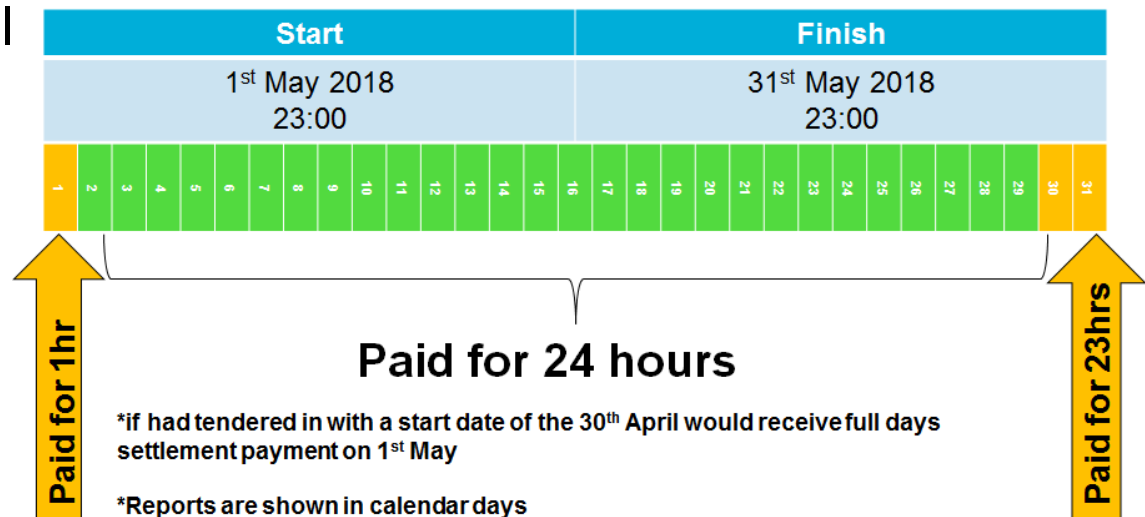 Start Finish
1st May 2018 31st May 2018
23:00 23:00
1 2 3 4 5 6 7 8 9 10 11 12 13 14 15 16 17 18 19 20 21 22 23 24 25 26 27 28 29 30 31
Paid for 1hr
Paid for 24 hours
Paid for 23hrs
*if had tendered in with a start date of the 30th April would receive full days
settlement payment on 1st May
*Reports are shown in calendar days